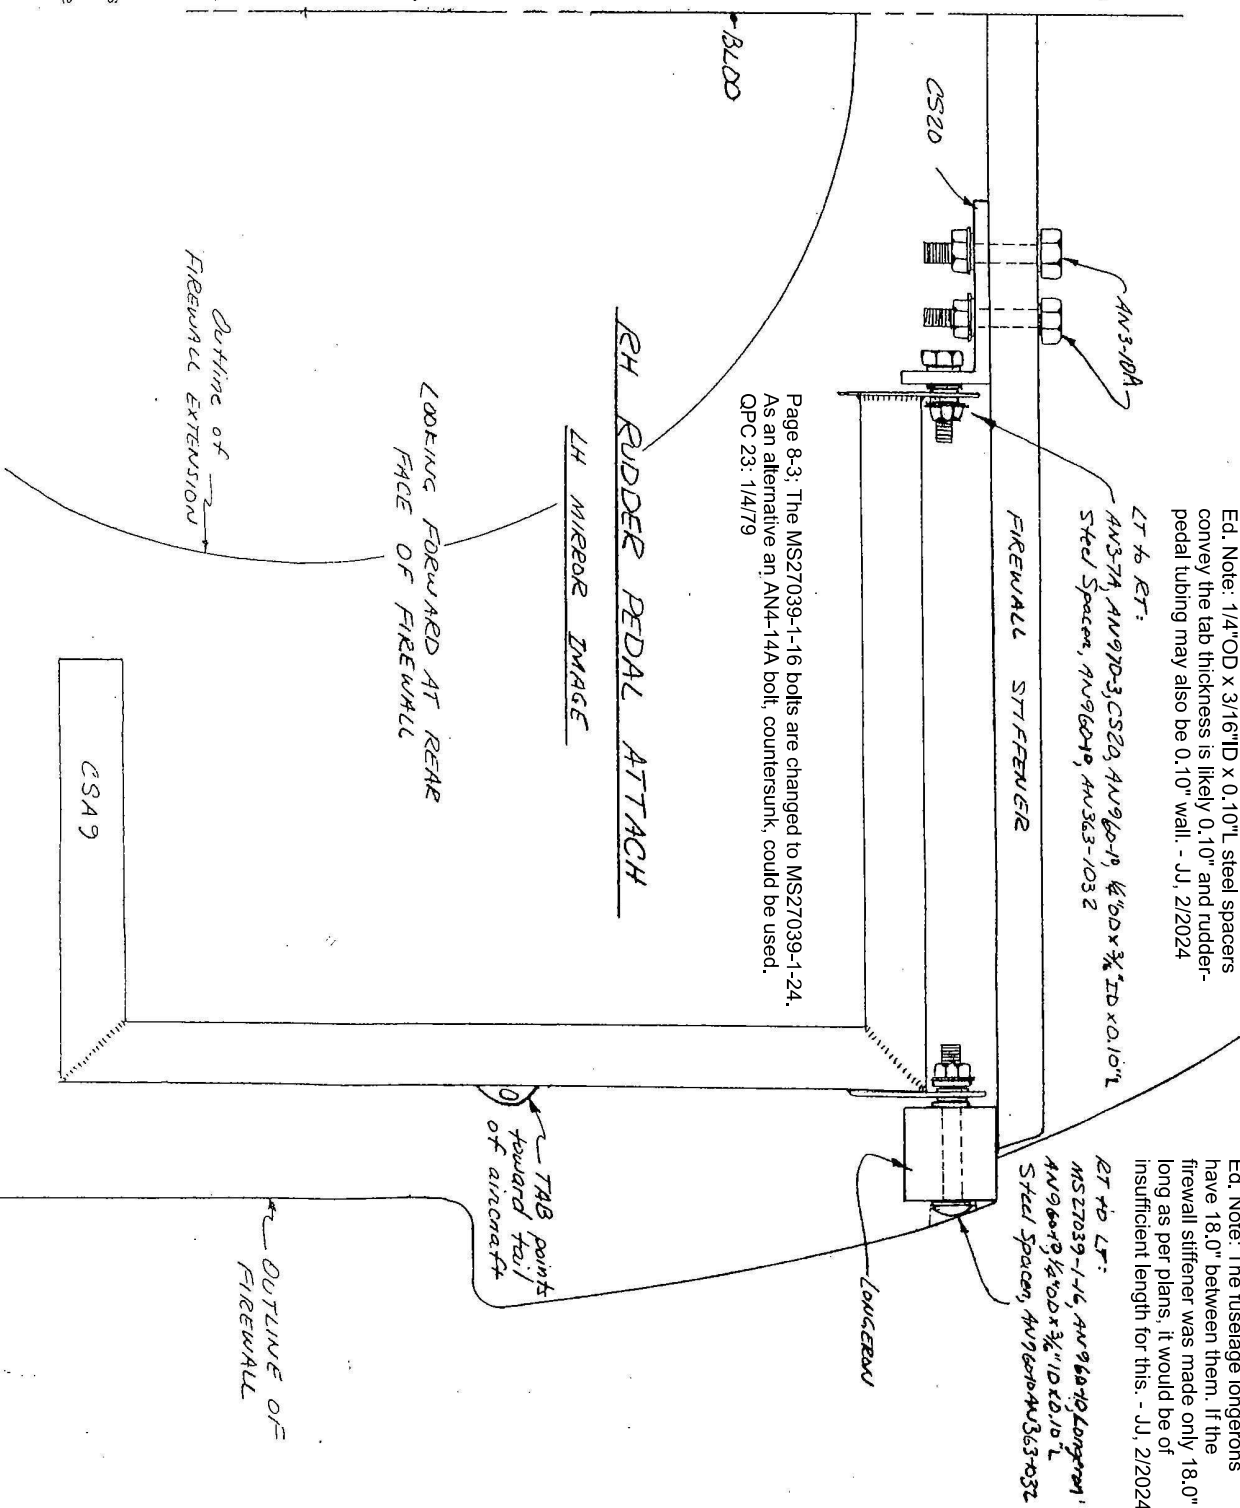 Ed. Note: 1/4"OD x 3/16"ID x 0.10"L steel spacers
convey the tab thickness is likely 0.10" and rudder-
pedal tubing may also be 0.10" wall. - JJ, 2/2024
Ed. Note: The fuselage longerons
have 18.0" between them. If the
firewall stiffener was made only 18.0"
long as per plans, it would be of
insufficient length for this. - JJ, 2/2024
LT to RT:
AN3-7A, AN970-3, CS20, AN960-10, 1/4"OD x 3/16"ID x 0.10"L
Steel Spacer, AN960-10, AN363-1032
RT to LT:
MS27039-1-16, AN960-10, Longeron,
AN960-10, 1/4"OD x 3/16"ID x 0.10"L
Steel Spacer, AN960-10 AN363-1032
AN3-10A
CS20
BL00
FIREWALL STIFFENER
LONGERON
Page 8-3; The MS27039-1-16 bolts are changed to MS27039-1-24.
As an alternative an AN4-14A bolt, countersunk, could be used.
QPC 23: 1/4/79
RH RUDDER PEDAL ATTACH
LH MIRROR IMAGE
LOOKING FORWARD AT REAR
FACE OF FIREWALL
TAB points
toward tail
of aircraft
Outline of
FIREWALL EXTENSION
OUTLINE OF
FIREWALL
CSA9